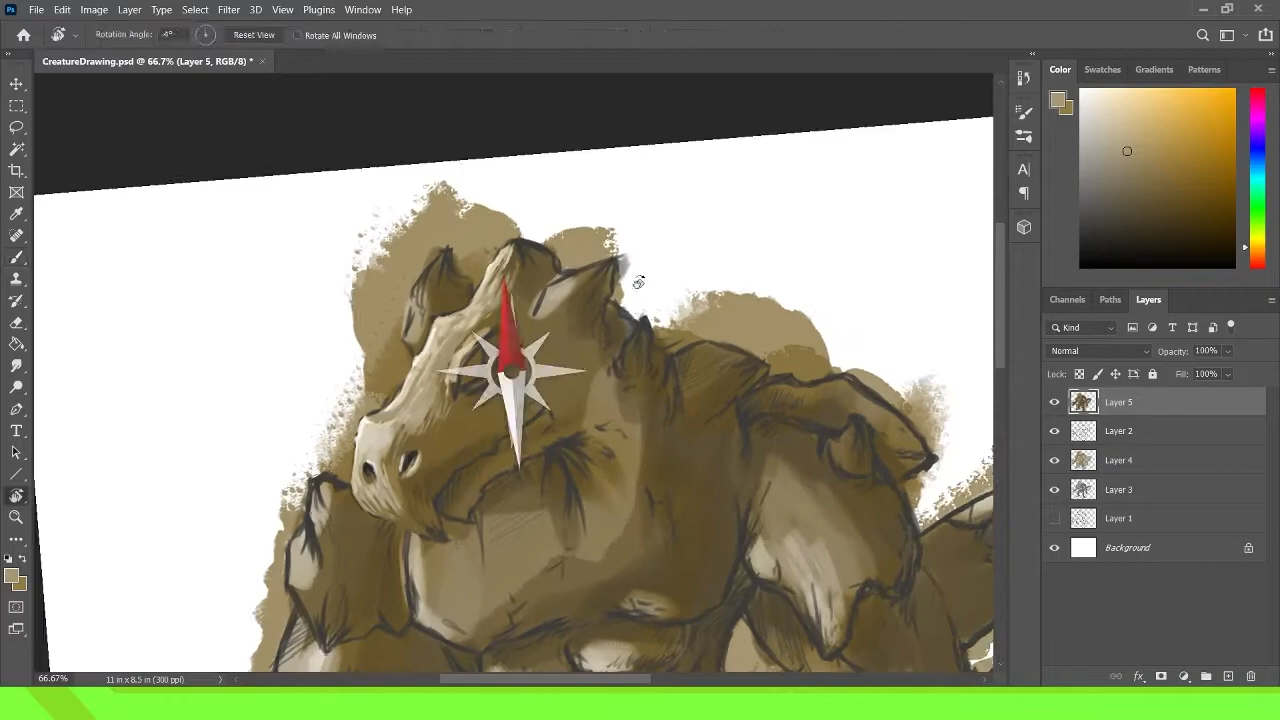 Ps File Edit Image Layer Type Select Filter 3D View Plugins Window Help
Rotation Angle: -4° Reset View Rotate All Windows
CreatureDrawing.psd @ 66.7% (Layer 5, RGB/8) *
Color Swatches Gradients Patterns
Channels Paths Layers
Kind
Normal Opacity: 100%
Lock: Fill: 100%
Layer 5
Layer 2
Layer 4
Layer 3
Layer 1
Background
66.67% 11 in x 8.5 in (300 ppi)